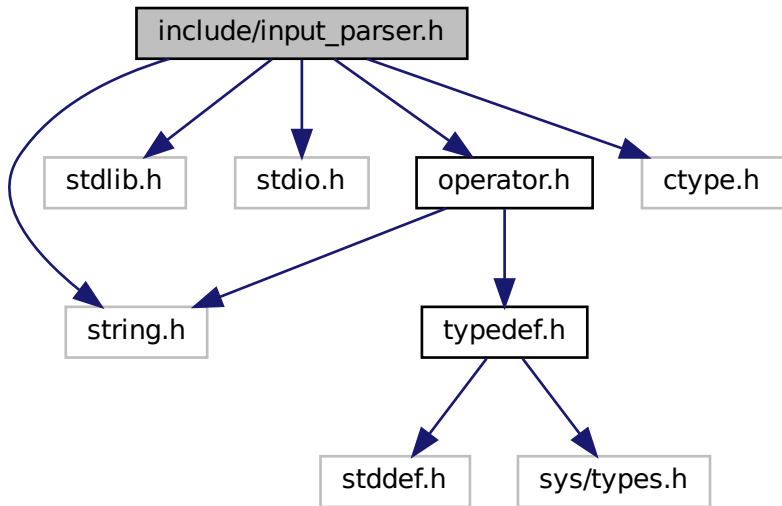 include/input_parser.h
stdlib.h
stdio.h
operator.h
ctype.h
string.h
typedef.h
stddef.h
sys/types.h